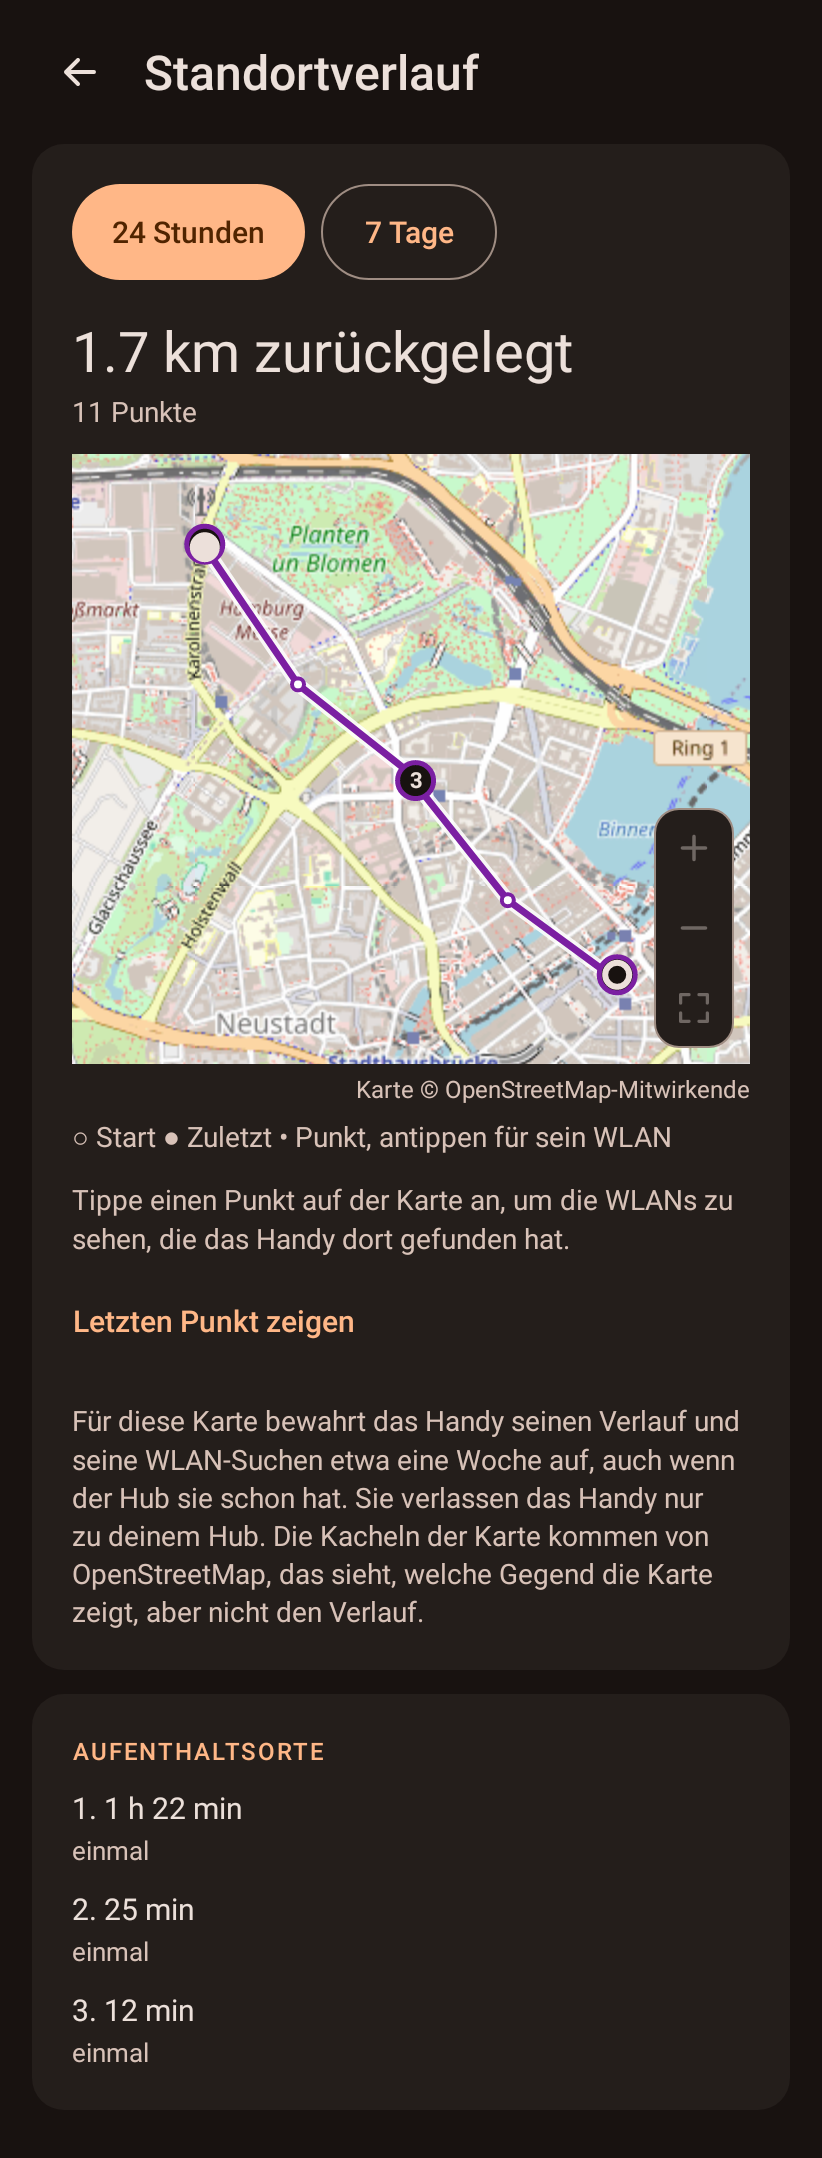 Standortverlauf
24 Stunden
7 Tage
1.7 km zurückgelegt
11 Punkte
Planten
un Blomen
Karolinenstraß
Hamburg
Messe
Ring 1
3
Glacischaussee
Holstenwall
Neustadt
Stadthausbrücke
Karte © OpenStreetMap-Mitwirkende
○ Start ● Zuletzt • Punkt, antippen für sein WLAN
Tippe einen Punkt auf der Karte an, um die WLANs zu
sehen, die das Handy dort gefunden hat.
Letzten Punkt zeigen
Für diese Karte bewahrt das Handy seinen Verlauf und
seine WLAN-Suchen etwa eine Woche auf, auch wenn
der Hub sie schon hat. Sie verlassen das Handy nur
zu deinem Hub. Die Kacheln der Karte kommen von
OpenStreetMap, das sieht, welche Gegend die Karte
zeigt, aber nicht den Verlauf.
AUFENTHALTSORTE
1. 1 h 22 min
einmal
2. 25 min
einmal
3. 12 min
einmal